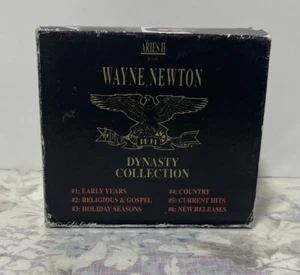 ARIES II
WAYNE NEWTON
DYNASTY
COLLECTION
#1: EARLY YEARS
#2: RELIGIOUS & GOSPEL
#3: HOLIDAY SEASONS
#4: COUNTRY
#5: CURRENT HITS
#6: NEW RELEASES